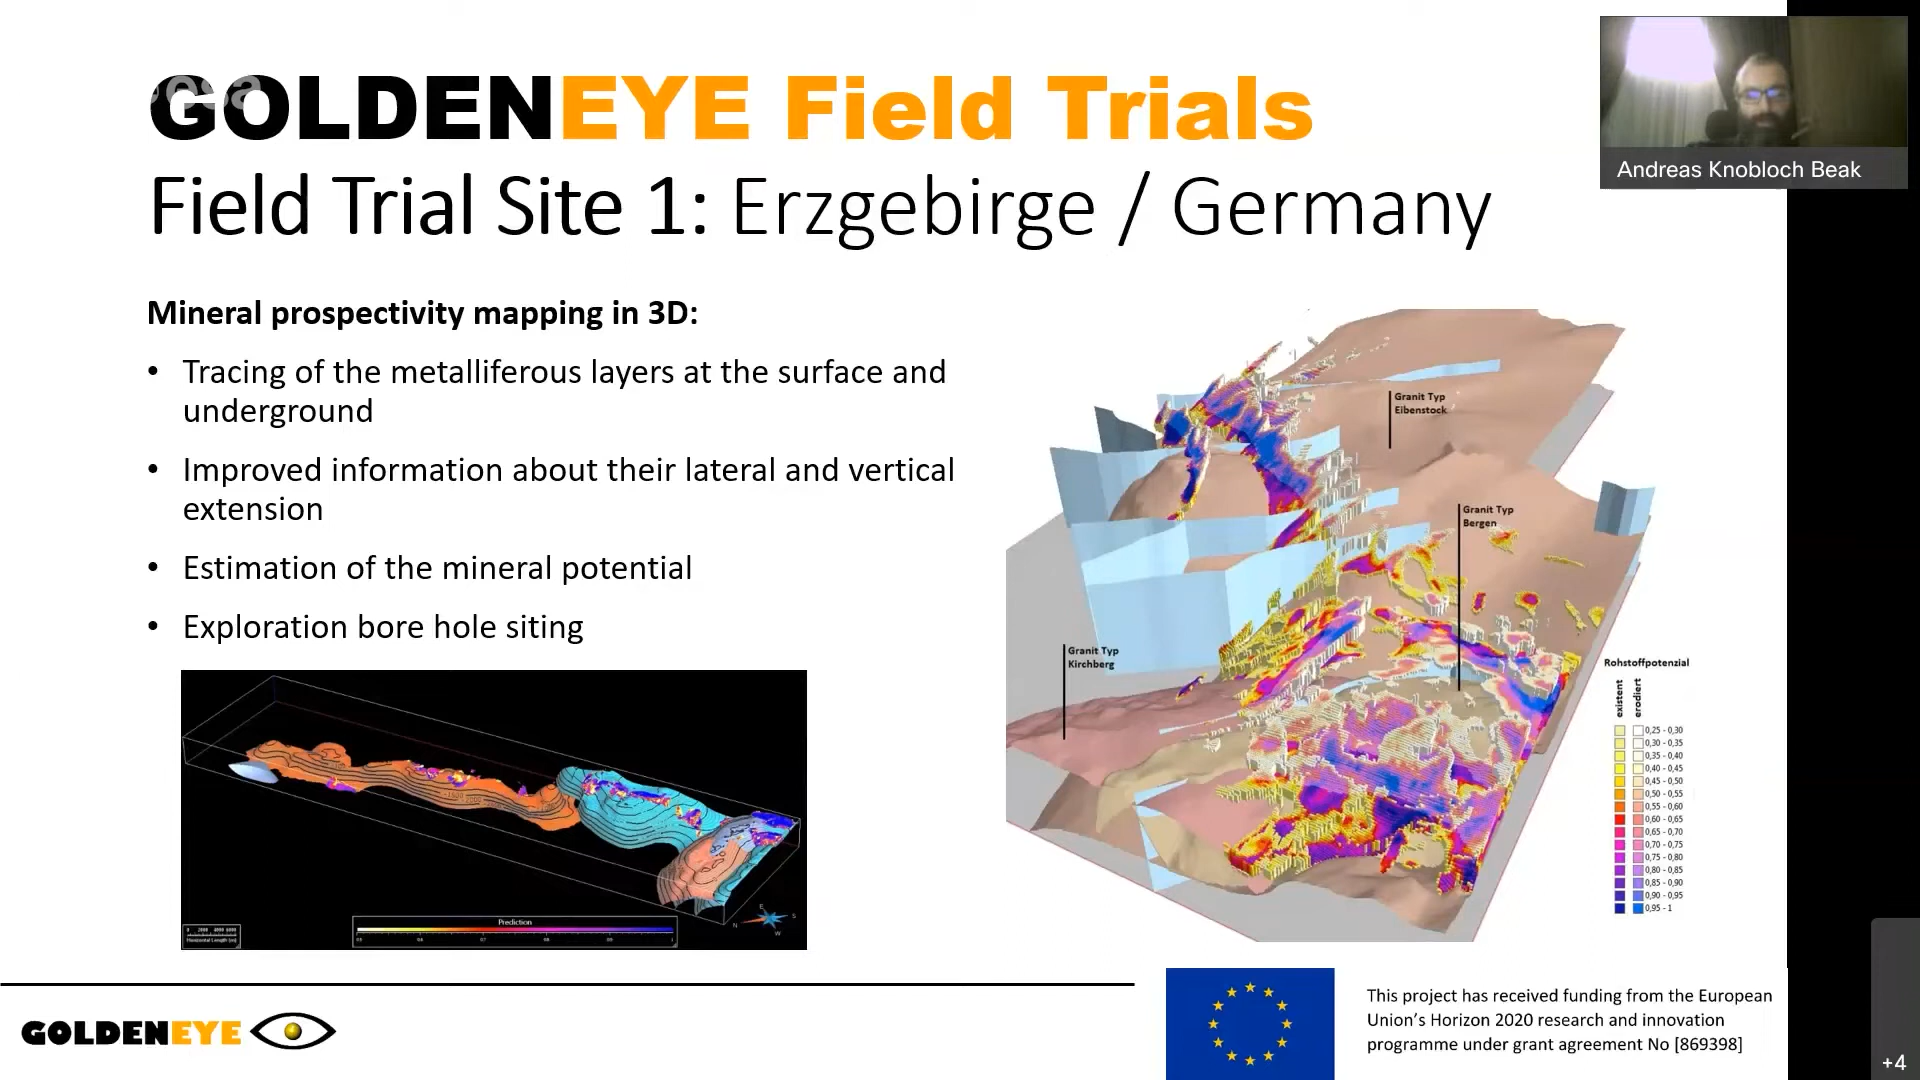 esa
GOLDENEYE Field Trials
Field Trial Site 1: Erzgebirge / Germany
Andreas Knobloch Beak
Mineral prospectivity mapping in 3D:
• Tracing of the metalliferous layers at the surface and
underground
• Improved information about their lateral and vertical
extension
• Estimation of the mineral potential
• Exploration bore hole siting
Granit Typ
Eibenstock
Granit Typ
Bergen
Granit Typ
Kirchberg
Rohstoffpotenzial
existent
erodiert
0,25 - 0,30
0,30 - 0,35
0,35 - 0,40
0,40 - 0,45
0,45 - 0,50
0,50 - 0,55
0,55 - 0,60
0,60 - 0,65
0,65 - 0,70
0,70 - 0,75
0,75 - 0,80
0,80 - 0,85
0,85 - 0,90
0,90 - 0,95
0,95 - 1
Prediction
E
S
N
W
GOLDENEYE
This project has received funding from the European
Union's Horizon 2020 research and innovation
programme under grant agreement No [869398]
+4